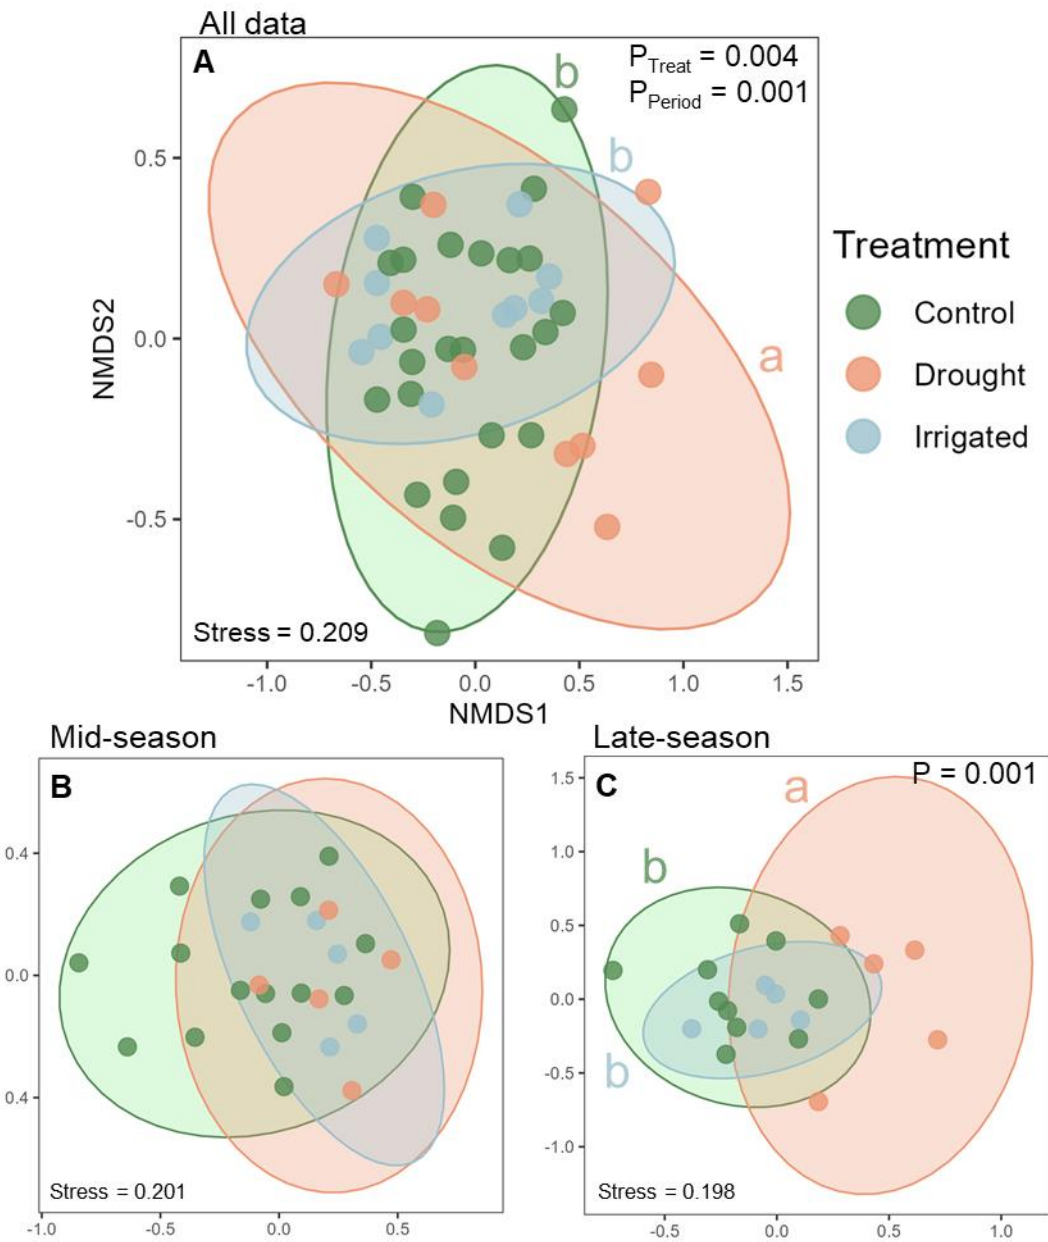 All data
A
b
P_Treat = 0.004
P_Period = 0.001
b
a
0.5
0.0
-0.5
NMDS2
Stress = 0.209
-1.0 -0.5 0.0 0.5 1.0 1.5
NMDS1
Treatment
Control
Drought
Irrigated
Mid-season
B
0.4
0.0
0.4
Stress = 0.201
-1.0 -0.5 0.0 0.5
Late-season
C
a
P = 0.001
b
b
1.5
1.0
0.5
0.0
-0.5
-1.0
Stress = 0.198
-0.5 0.0 0.5 1.0